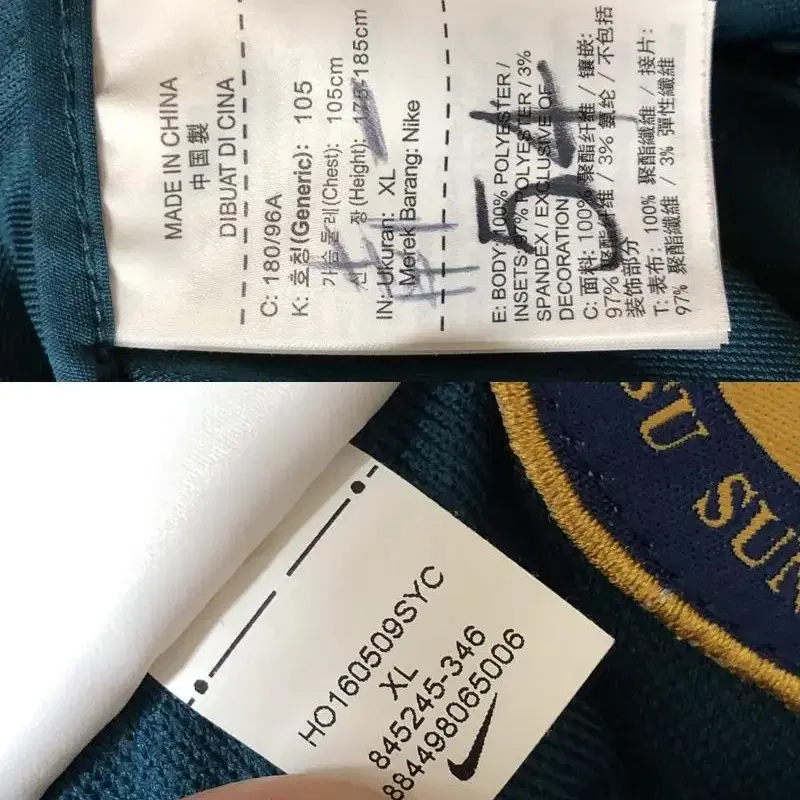 MADE IN CHINA
中国製
DIBUAT DI CINA
C: 180/96A
K: 호칭(Generic): 105
가슴둘레(Chest): 105cm
신장(Height): 175-185cm
IN: Ukuran: XL
Merek Barang: Nike
#1
E: BODY: 100% POLYESTER /
INSETS: 97% POLYESTER / 3%
SPANDEX / EXCLUSIVE OF
DECORATION
C: 面料: 100% 聚酯纤维 / 镶嵌:
97% 聚酯纤维 / 3% 氨纶 / 不包括
装饰部分
T: 表布: 100% 聚酯纖維 / 接片:
97% 聚酯纖維 / 3% 彈性纖維
54
HO160509SYC
XL
845245-346
884498065006
SU SUN